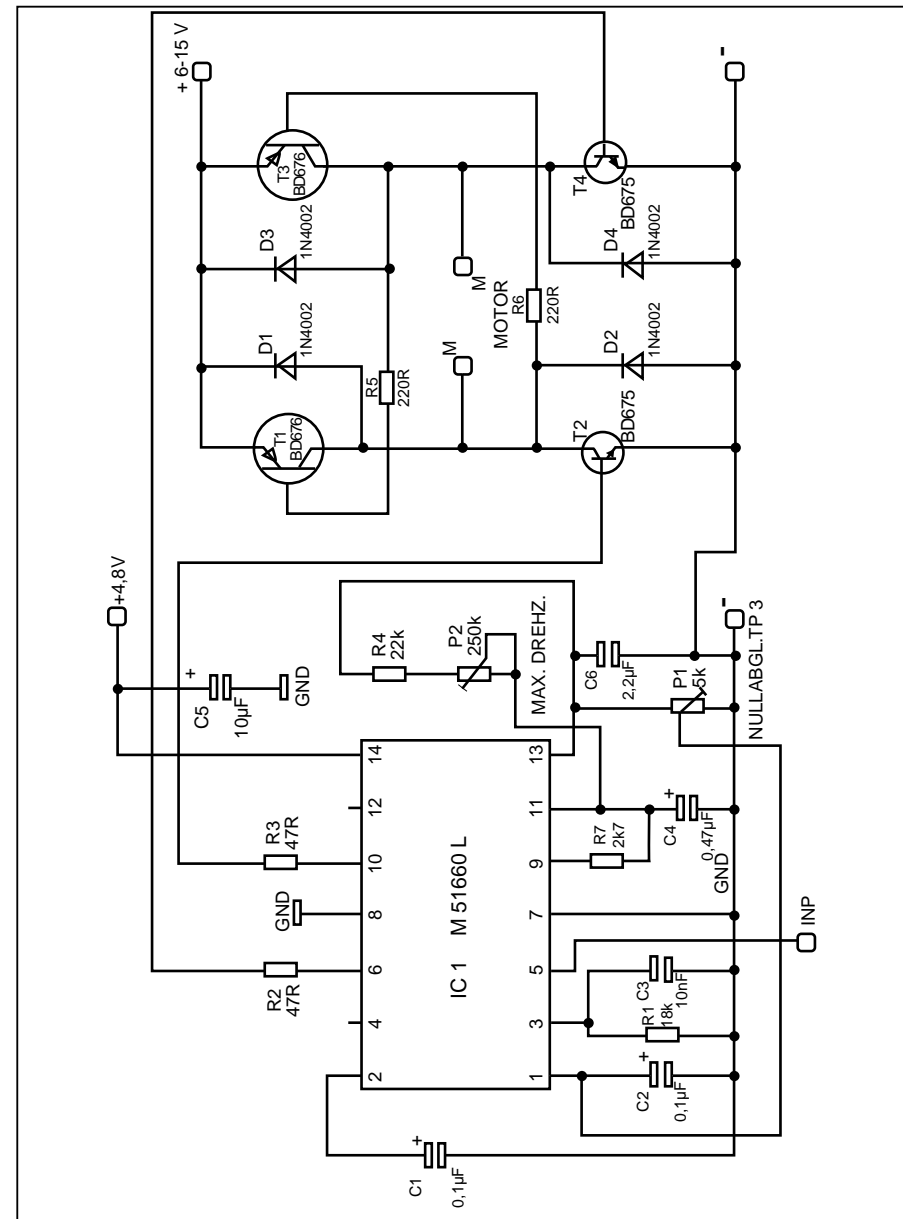 + 6-15 V
-
T3
BD676
D3
1N4002
D1
1N4002
T1
BD676
R5
220R
M
M
MOTOR
R6
220R
T4
BD675
D4
1N4002
D2
1N4002
T2
BD675
+4,8V
+
C5
10µF
GND
R4
22k
P2
250k
MAX. DREHZ.
C6
2,2µF
P1
5k
-
NULLABGL.TP 3
R3
47R
GND
R2
47R
14
12
10
8
6
4
2
IC 1 M 51660 L
13
11
9
7
5
3
1
R7
2k7
+
C4
0,47µF
GND
INP
C3
10nF
R1
18k
+
C2
0,1µF
+
C1
0,1µF